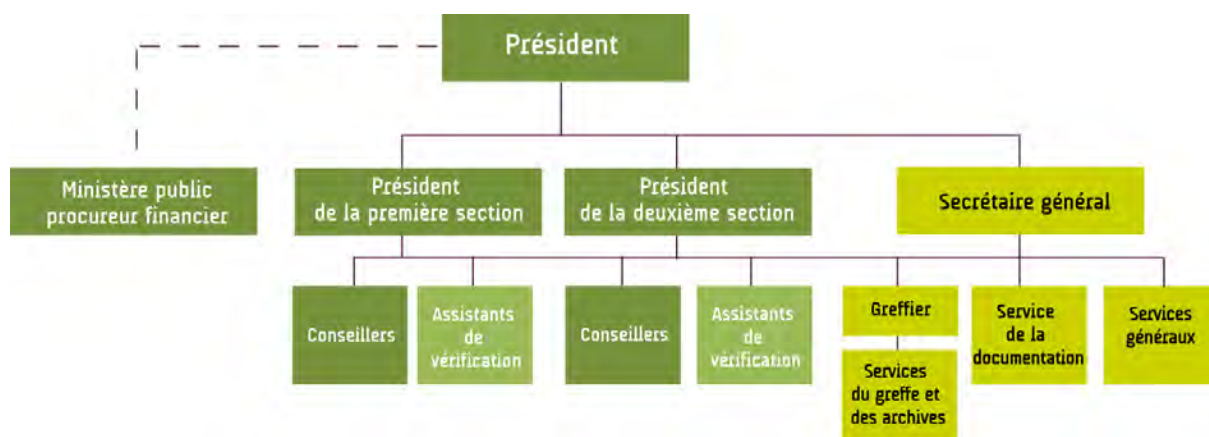 Président
Ministère public
procureur financier
Président
de la première section
Président
de la deuxième section
Secrétaire général
Conseillers
Assistants
de
vérification
Conseillers
Assistants
de
vérification
Greffier
Services
du greffe et
des archives
Service
de la
documentation
Services
généraux